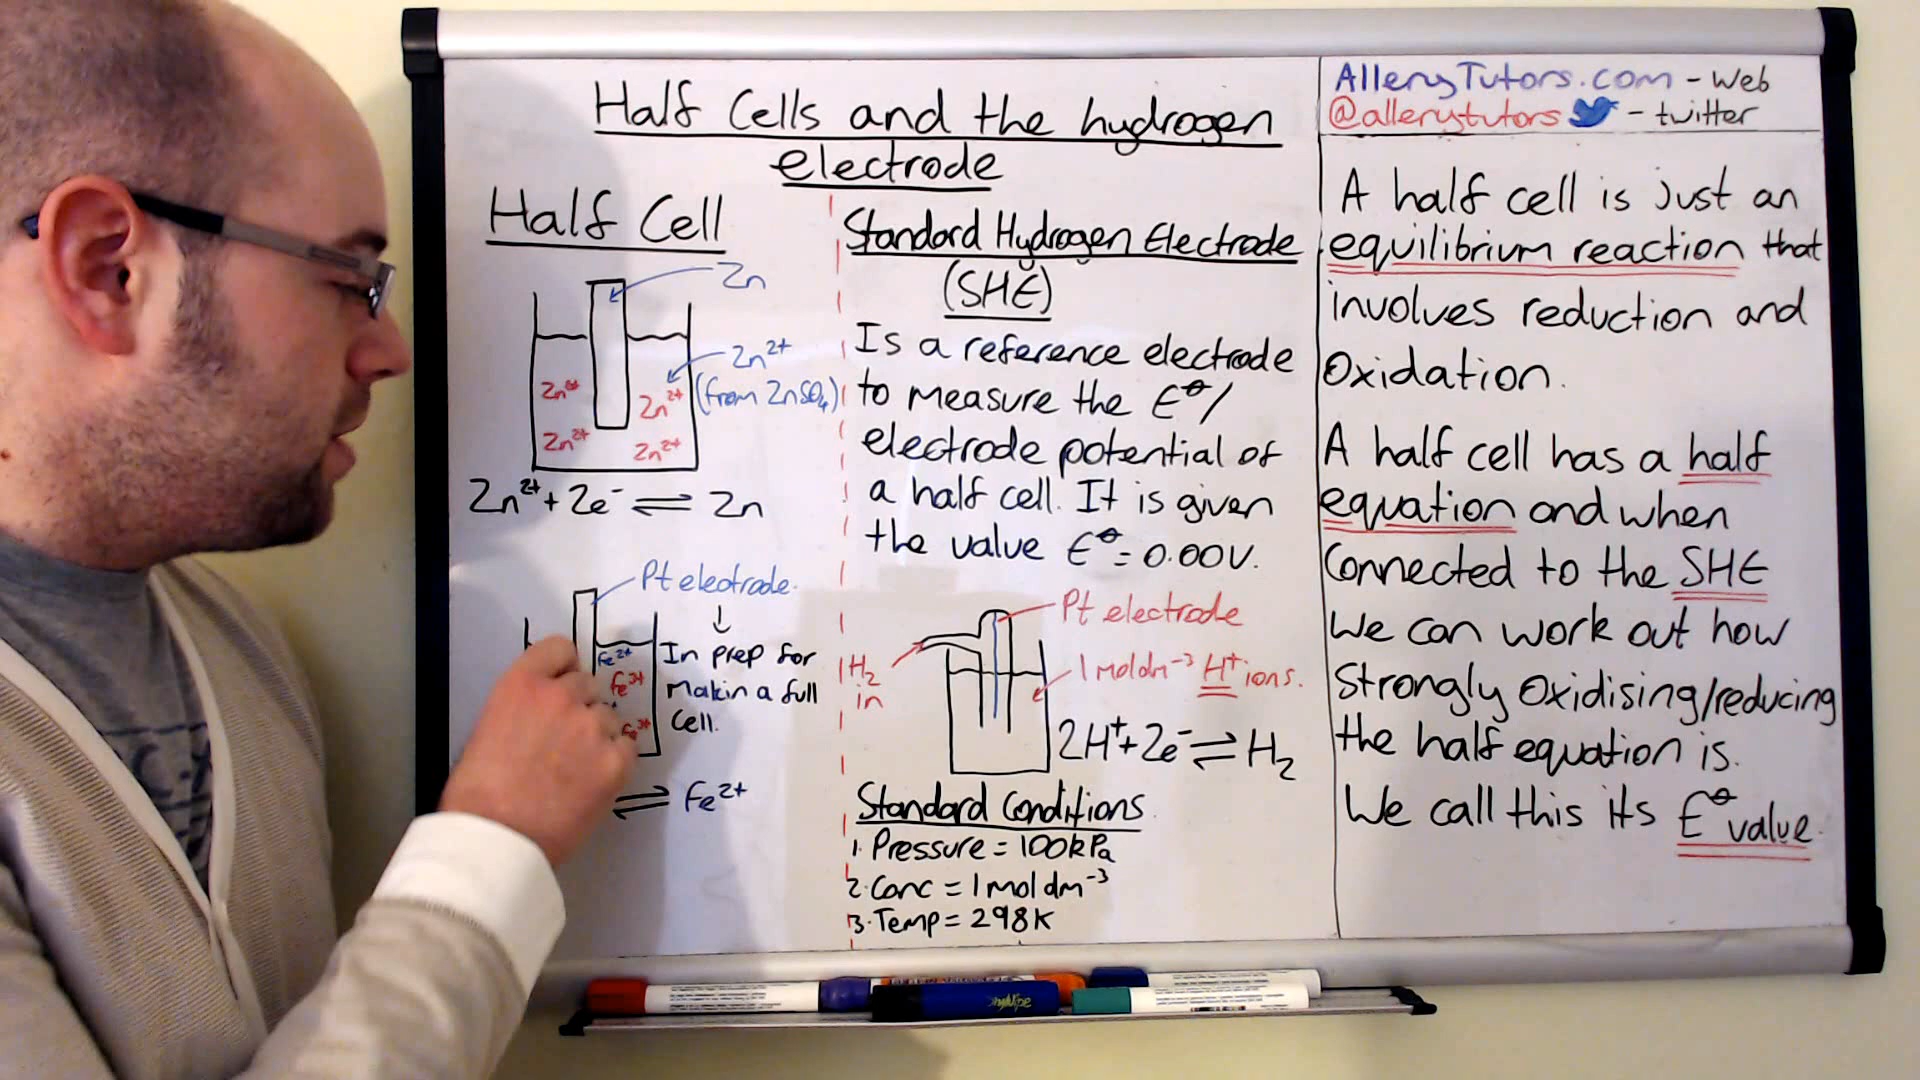 Half Cells and the hydrogen
electrode
AlleryTutors.com - Web
@allerytutors - twitter
Half Cell
Zn
Zn²⁺
(from ZnSO₄)
Zn²⁺
Zn²⁺
Zn²⁺
Zn²⁺
Zn²⁺ + 2e⁻ ⇌ Zn
Pt electrode.
↓
In prep for
makin a full
cell.
Fe²⁺
Fe³⁺
Fe³⁺
⇌ Fe²⁺
Standard Hydrogen Electrode
(SHE)
Is a reference electrode
to measure the E⦵/
electrode potential of
a half cell. It is given
the value E⦵ = 0.00V.
Pt electrode
H₂
in
1 mol dm⁻³ H⁺ ions.
2H⁺ + 2e⁻ ⇌ H₂
Standard Conditions
1. Pressure = 100kPa
2. Conc = 1 mol dm⁻³
3. Temp = 298K
A half cell is just an
equilibrium reaction that
involves reduction and
Oxidation.
A half cell has a half
equation and when
Connected to the SHE
We can work out how
Strongly Oxidising/reducing
the half equation is.
We call this its E⦵ value.